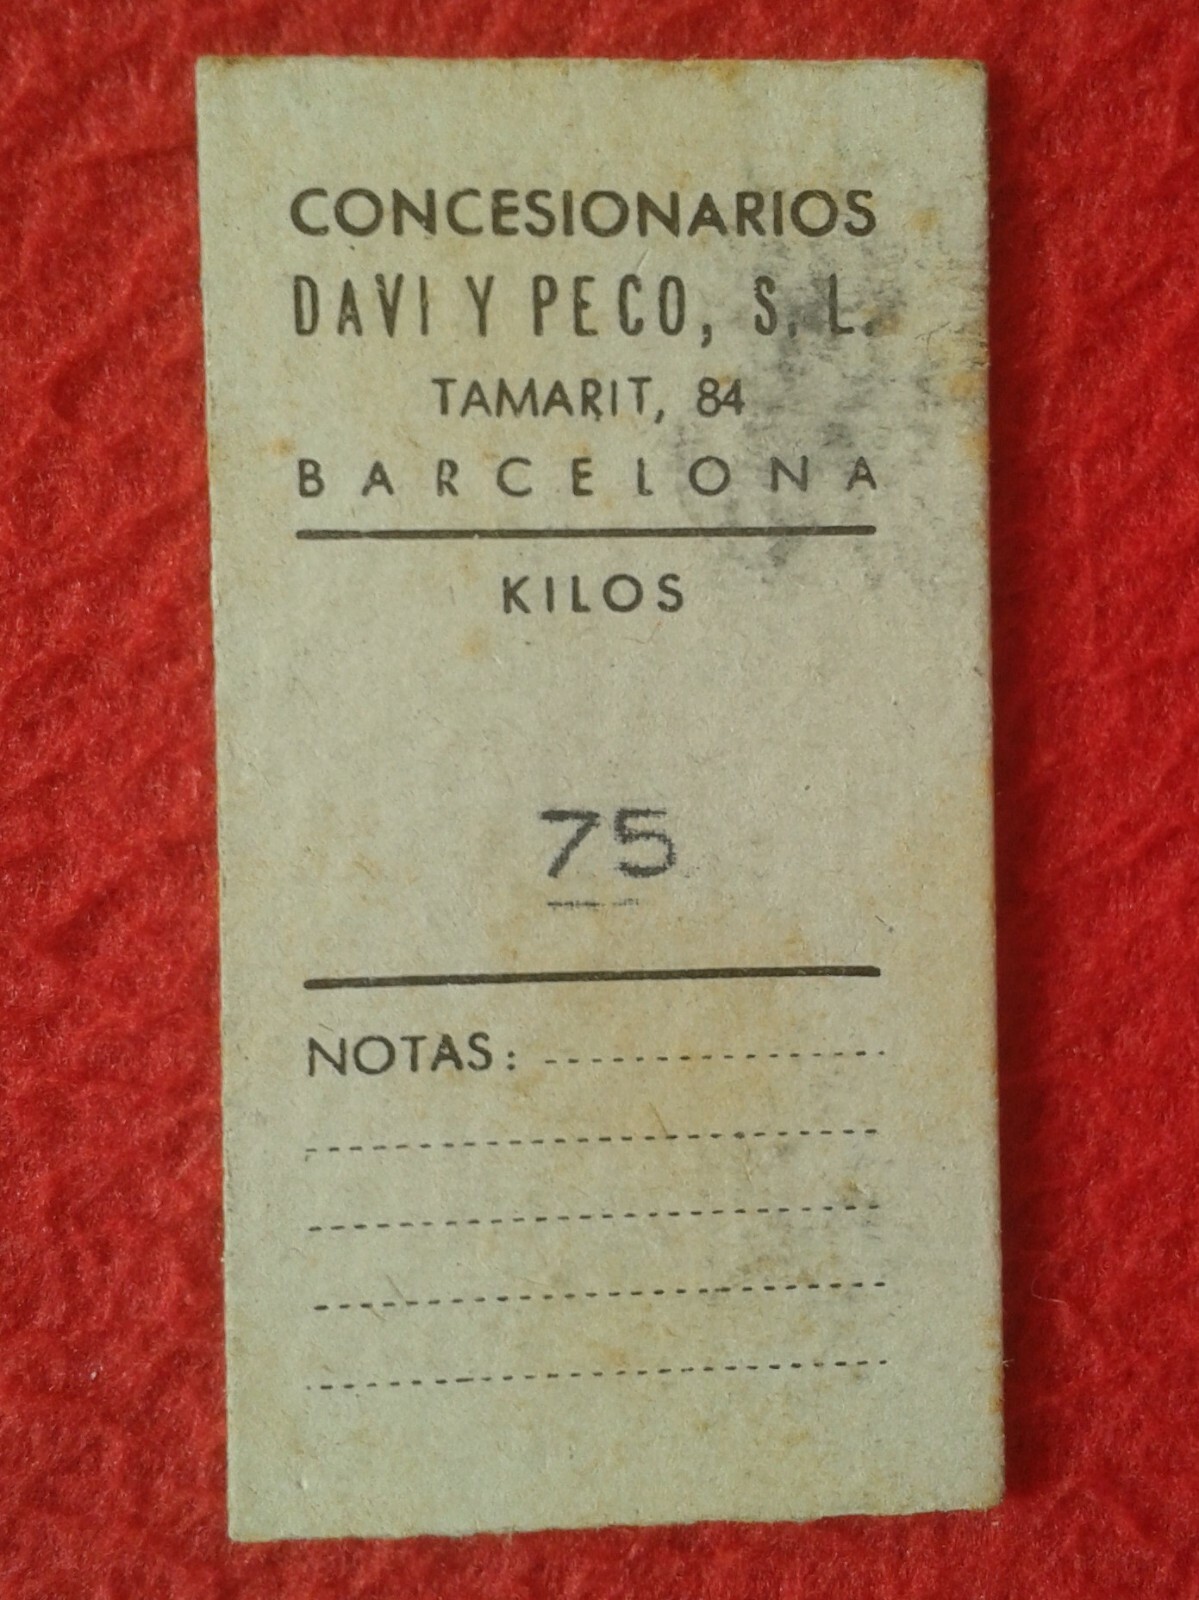 CONCESIONARIOS
DAVI Y PECO, S. L.
TAMARIT, 84
BARCELONA
KILOS
75
NOTAS: